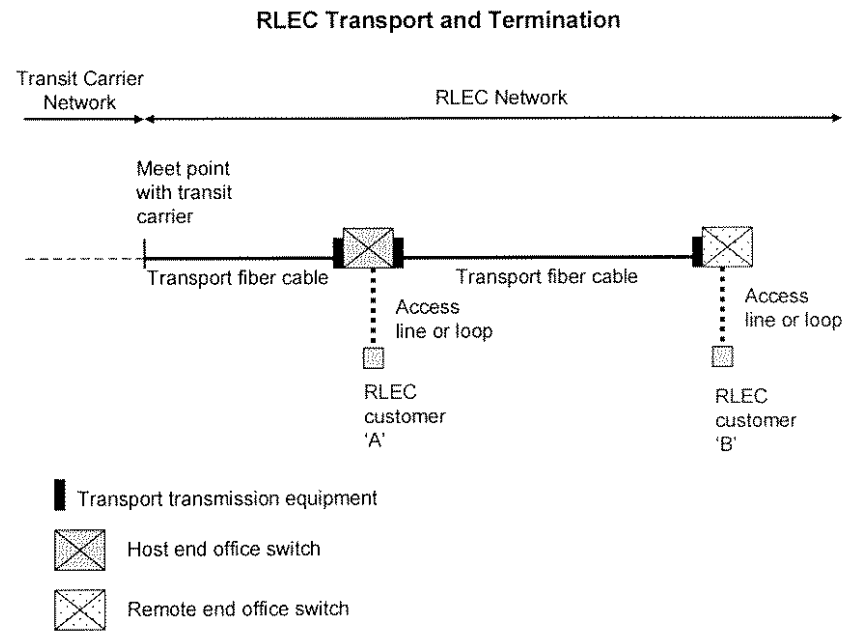 RLEC Transport and Termination
Transit Carrier
Network
RLEC Network
Meet point
with transit
carrier
Transport fiber cable
Transport fiber cable
Access
line or loop
Access
line or loop
RLEC
customer
'A'
RLEC
customer
'B'
Transport transmission equipment
Host end office switch
Remote end office switch